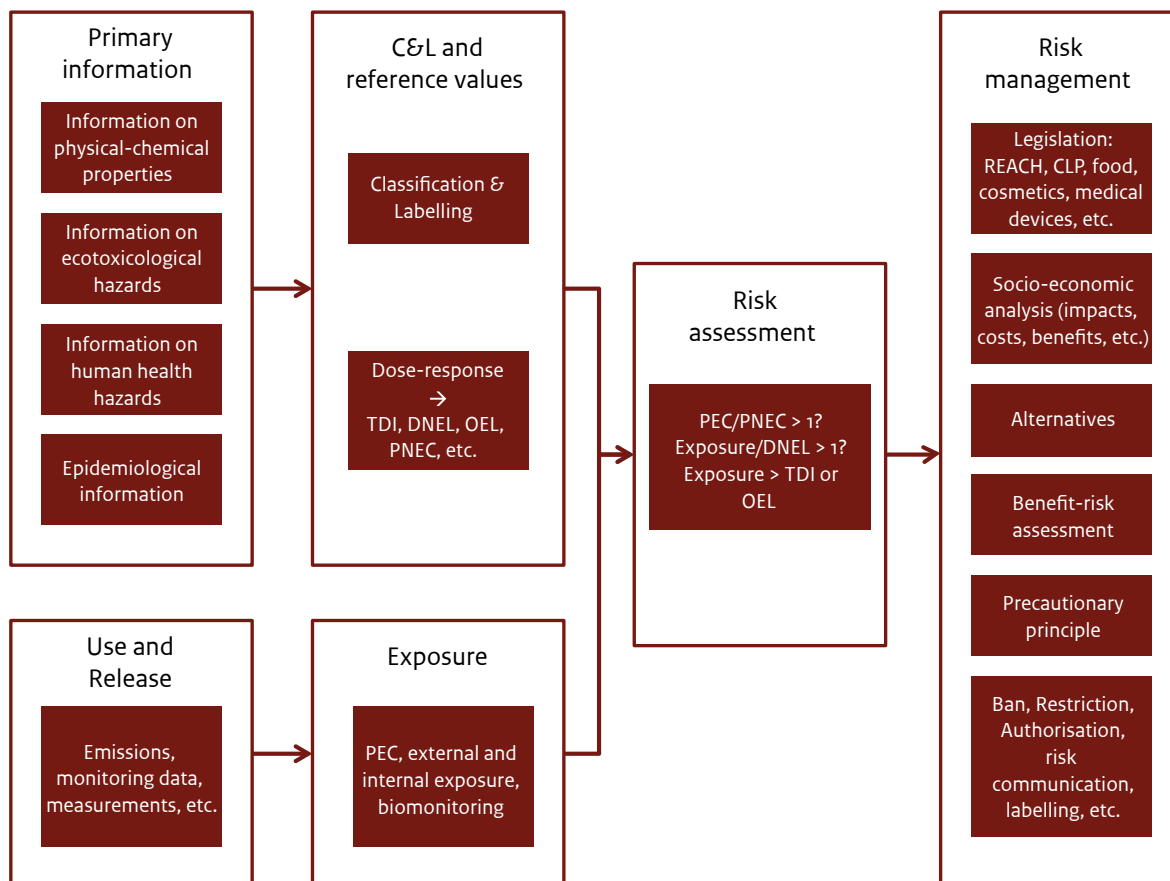 Primary
information
Information on
physical-chemical
properties
Information on
ecotoxicological
hazards
Information on
human health
hazards
Epidemiological
information
C&L and
reference values
Classification &
Labelling
Dose-response
→
TDI, DNEL, OEL,
PNEC, etc.
Use and
Release
Emissions,
monitoring data,
measurements, etc.
Exposure
PEC, external and
internal exposure,
biomonitoring
Risk
assessment
PEC/PNEC > 1?
Exposure/DNEL > 1?
Exposure > TDI or
OEL
Risk
management
Legislation:
REACH, CLP, food,
cosmetics, medical
devices, etc.
Socio-economic
analysis (impacts,
costs, benefits, etc.)
Alternatives
Benefit-risk
assessment
Precautionary
principle
Ban, Restriction,
Authorisation,
risk
communication,
labelling, etc.